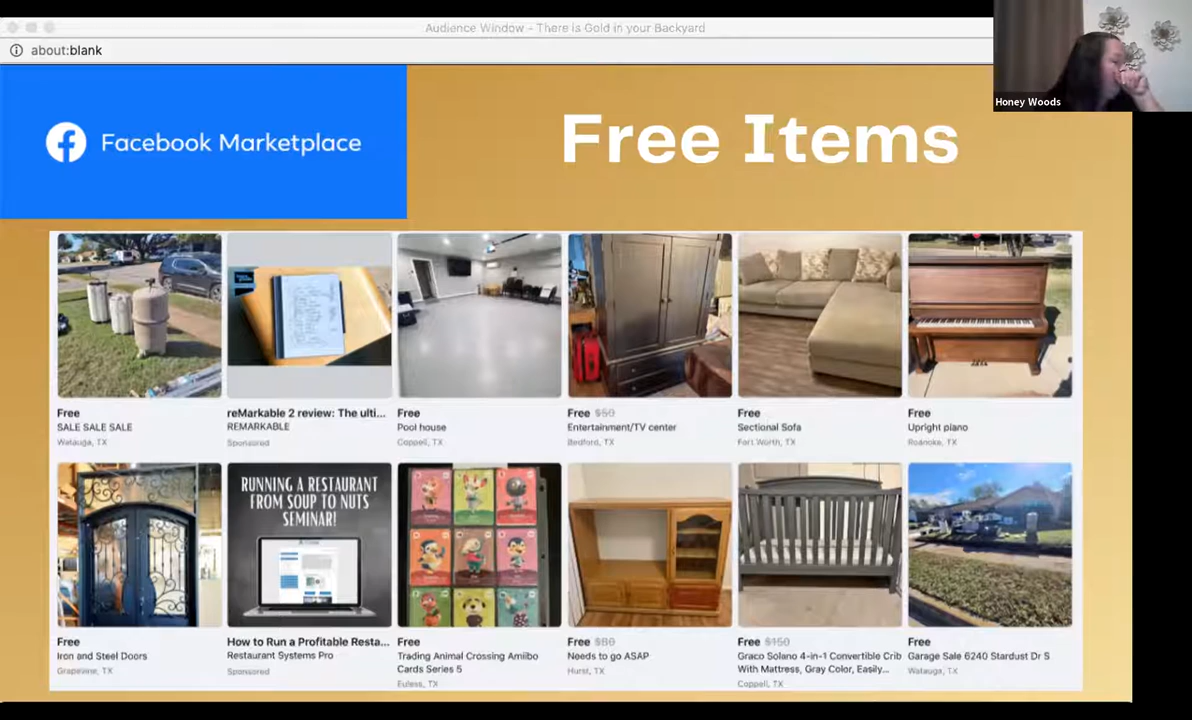 Audience Window - There is Gold in your Backyard
about:blank
Honey Woods
Facebook Marketplace
Free Items
Free
SALE SALE SALE
Watauga, TX
reMarkable 2 review: The ulti...
REMARKABLE
Sponsored
Free
Pool house
Coppell, TX
Free $50
Entertainment/TV center
Bedford, TX
Free
Sectional Sofa
Fort Worth, TX
Free
Upright piano
Roanoke, TX
RUNNING A RESTAURANT
FROM SOUP TO NUTS
SEMINAR!
Free
Iron and Steel Doors
Grapevine, TX
How to Run a Profitable Resta...
Restaurant Systems Pro
Sponsored
Free
Trading Animal Crossing Amiibo
Cards Series 5
Euless, TX
Free $80
Needs to go ASAP
Hurst, TX
Free $150
Graco Solano 4-in-1 Convertible Crib
With Mattress, Gray Color, Easily...
Coppell, TX
Free
Garage Sale 6240 Stardust Dr S
Watauga, TX